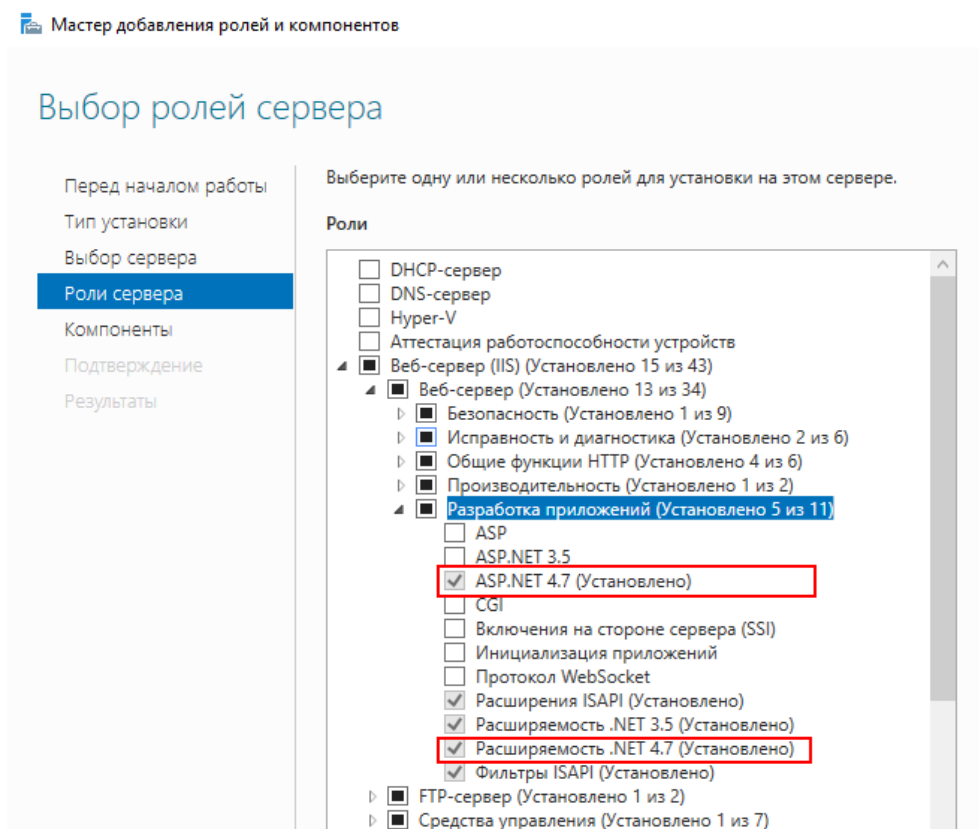 Мастер добавления ролей и компонентов
Выбор ролей сервера
Перед началом работы
Тип установки
Выбор сервера
Роли сервера
Компоненты
Подтверждение
Результаты
Выберите одну или несколько ролей для установки на этом сервере.
Роли
DHCP-сервер
DNS-сервер
Hyper-V
Аттестация работоспособности устройств
Веб-сервер (IIS) (Установлено 15 из 43)
Веб-сервер (Установлено 13 из 34)
Безопасность (Установлено 1 из 9)
Исправность и диагностика (Установлено 2 из 6)
Общие функции HTTP (Установлено 4 из 6)
Производительность (Установлено 1 из 2)
Разработка приложений (Установлено 5 из 11)
ASP
ASP.NET 3.5
ASP.NET 4.7 (Установлено)
CGI
Включения на стороне сервера (SSI)
Инициализация приложений
Протокол WebSocket
Расширения ISAPI (Установлено)
Расширяемость .NET 3.5 (Установлено)
Расширяемость .NET 4.7 (Установлено)
Фильтры ISAPI (Установлено)
FTP-сервер (Установлено 1 из 2)
Средства управления (Установлено 1 из 7)